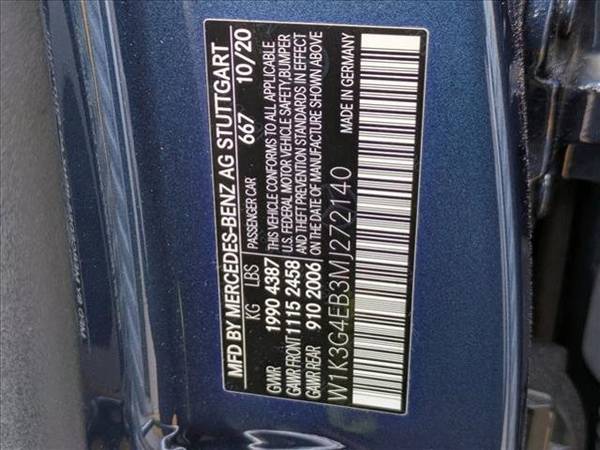 MFD BY MERCEDES-BENZ AG STUTTGART
KG LBS PASSENGER CAR 667 10/20
GWR 1990 4387 THIS VEHICLE CONFORMS TO ALL APPLICABLE
U.S. FEDERAL MOTOR VEHICLE SAFETY, BUMPER
GAWR FRONT 1115 2458 AND THEFT PREVENTION STANDARDS IN EFFECT
GAWR REAR 910 2006 ON THE DATE OF MANUFACTURE SHOWN ABOVE
MADE IN GERMANY
W1K3G4EB3MJ272140